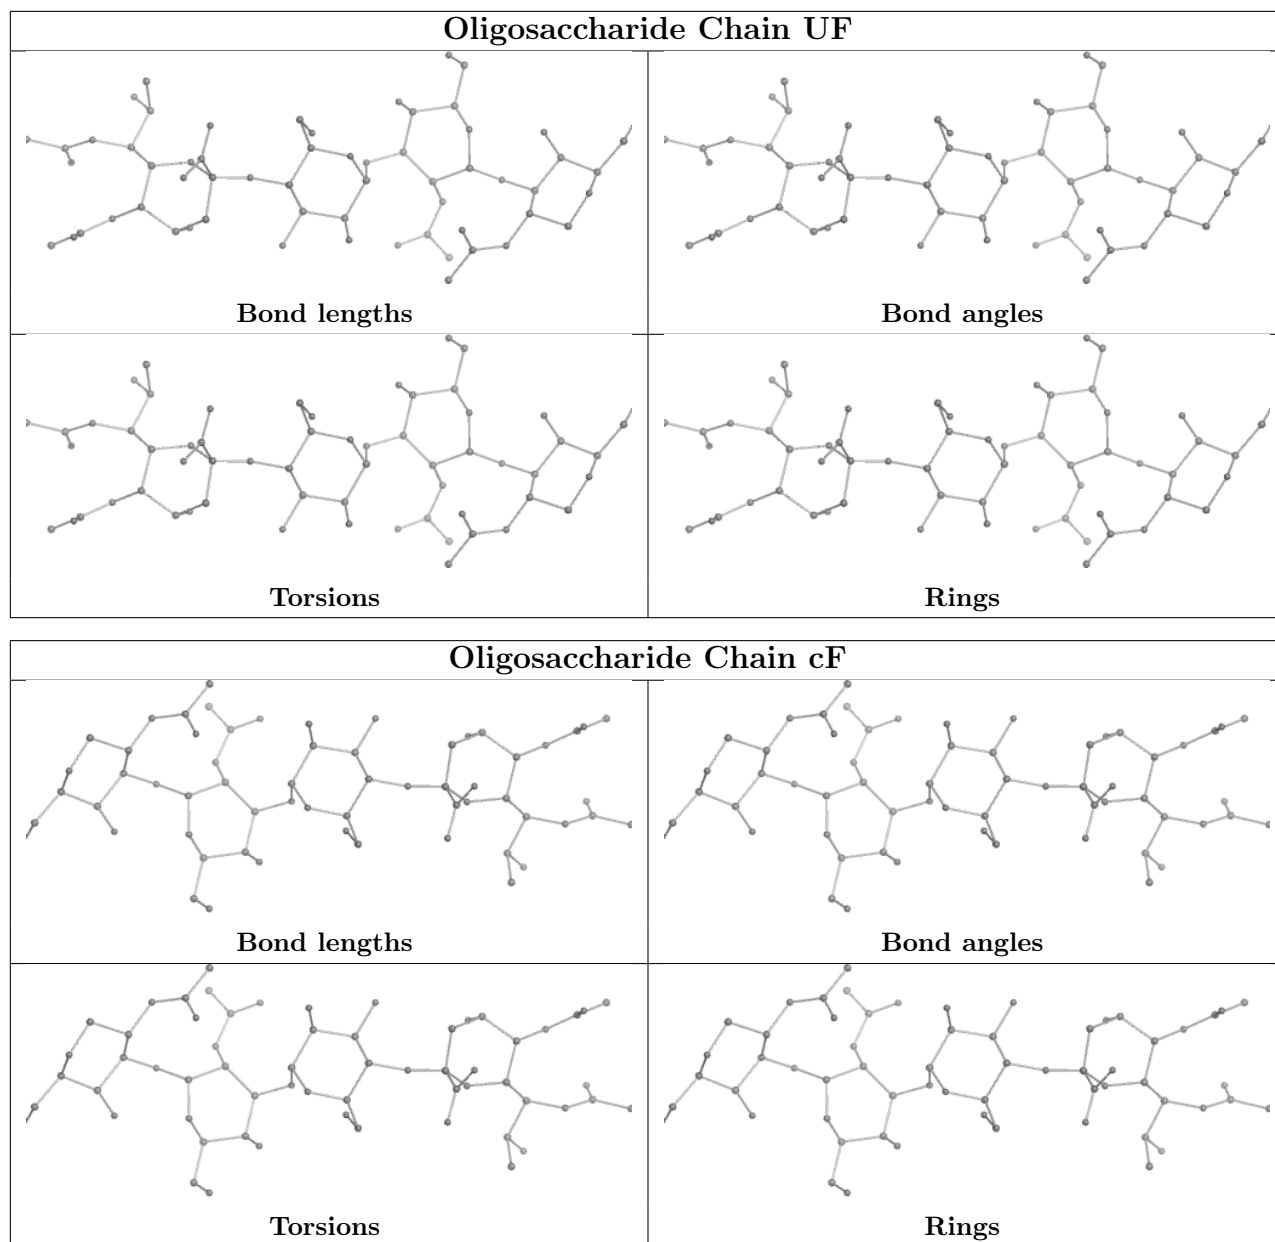 Oligosaccharide Chain UF
Bond lengths
Bond angles
Torsions
Rings
Oligosaccharide Chain cF
Bond lengths
Bond angles
Torsions
Rings